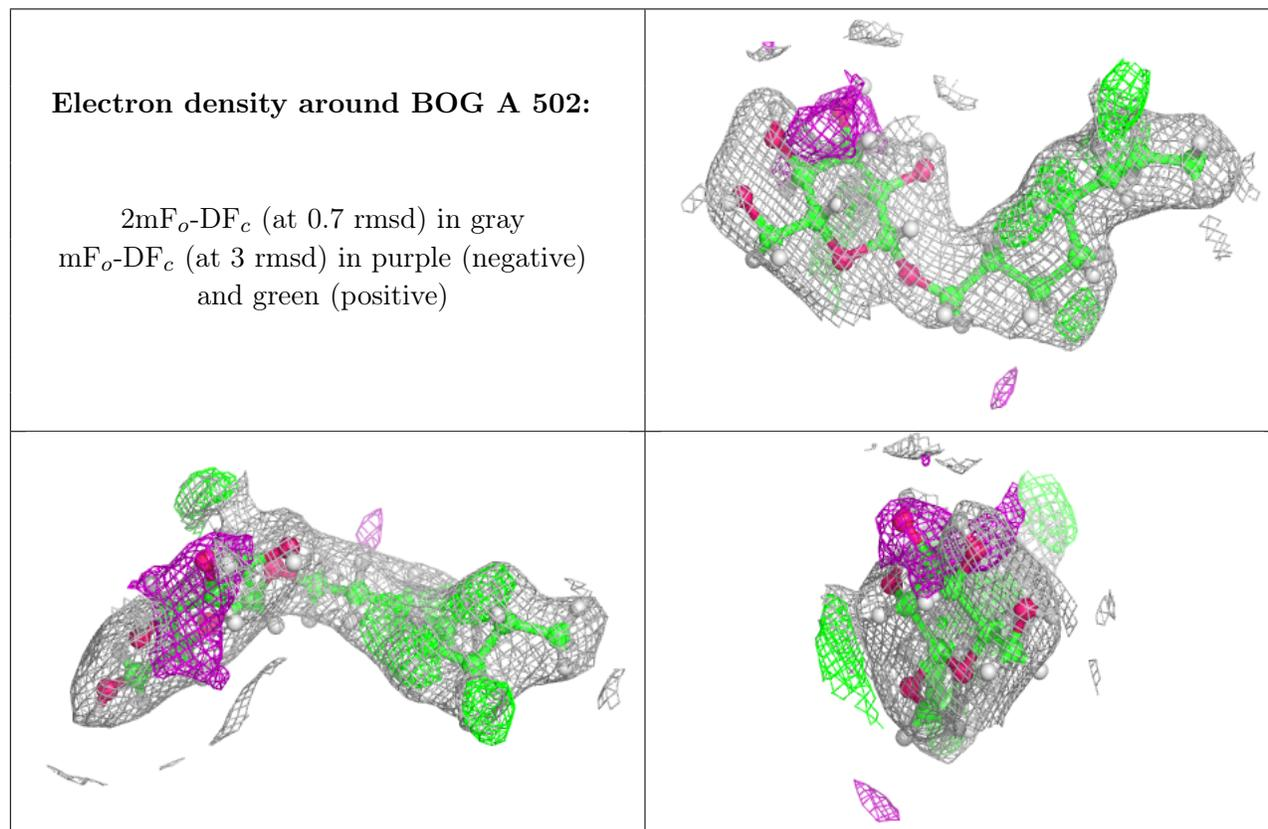 Electron density around BOG A 502:
2mFo-DFc (at 0.7 rmsd) in gray
mFo-DFc (at 3 rmsd) in purple (negative)
and green (positive)